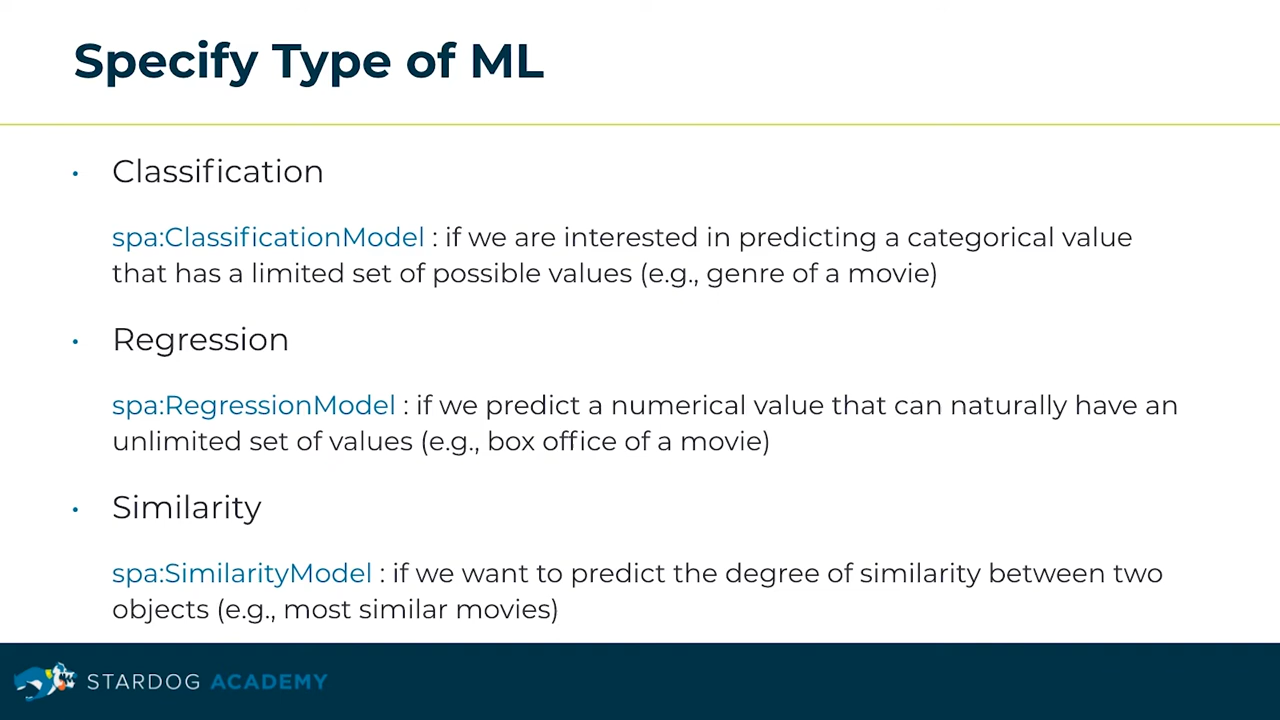 Specify Type of ML
• Classification
spa:ClassificationModel : if we are interested in predicting a categorical value
that has a limited set of possible values (e.g., genre of a movie)
• Regression
spa:RegressionModel : if we predict a numerical value that can naturally have an
unlimited set of values (e.g., box office of a movie)
• Similarity
spa:SimilarityModel : if we want to predict the degree of similarity between two
objects (e.g., most similar movies)
STARDOG ACADEMY